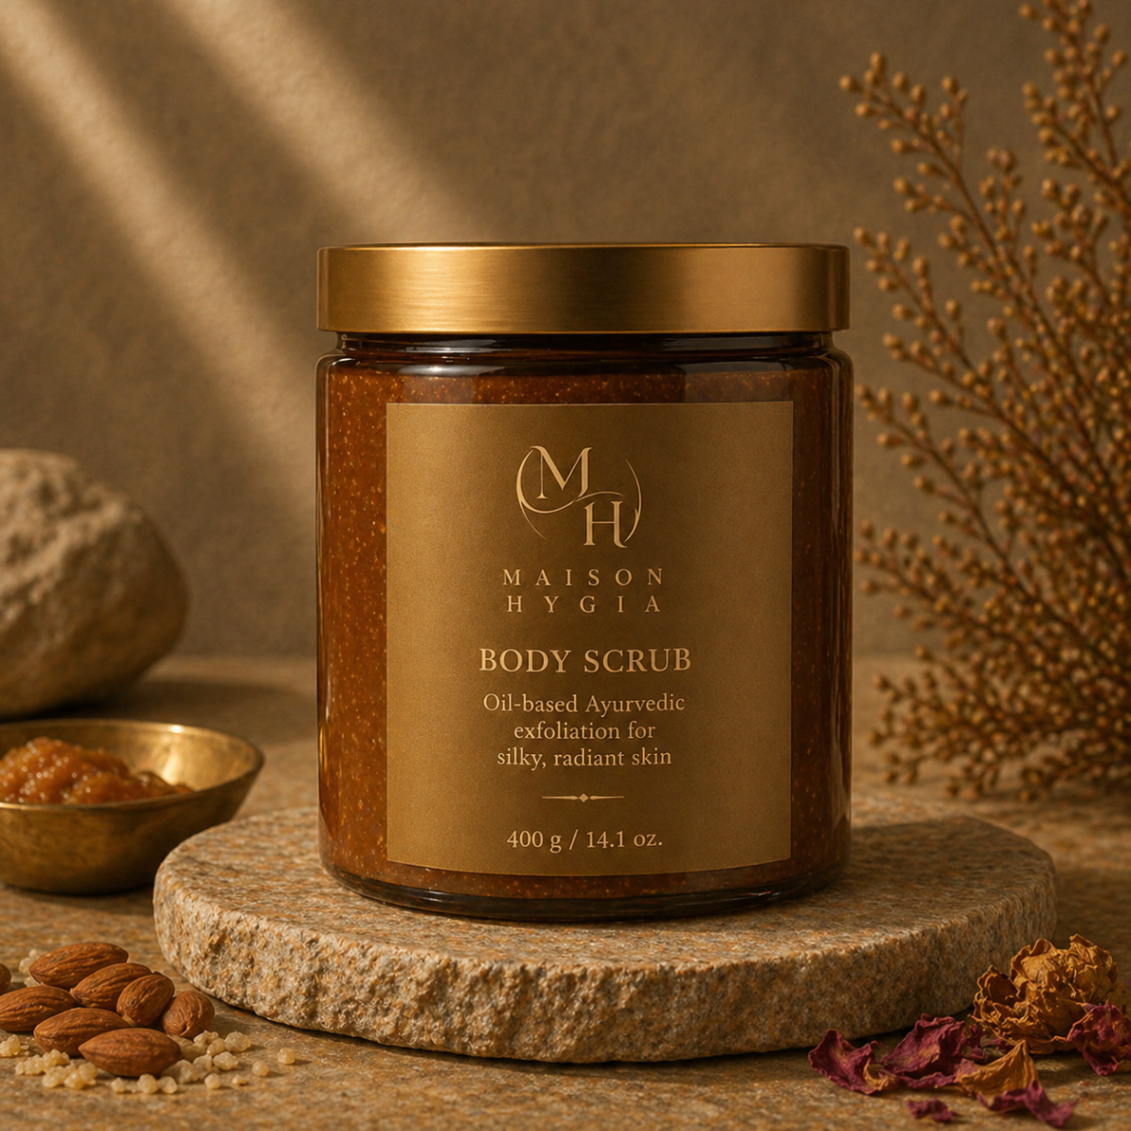 MH
MAISON
HYGIA
BODY SCRUB
Oil-based Ayurvedic
exfoliation for
silky, radiant skin
400 g / 14.1 oz.